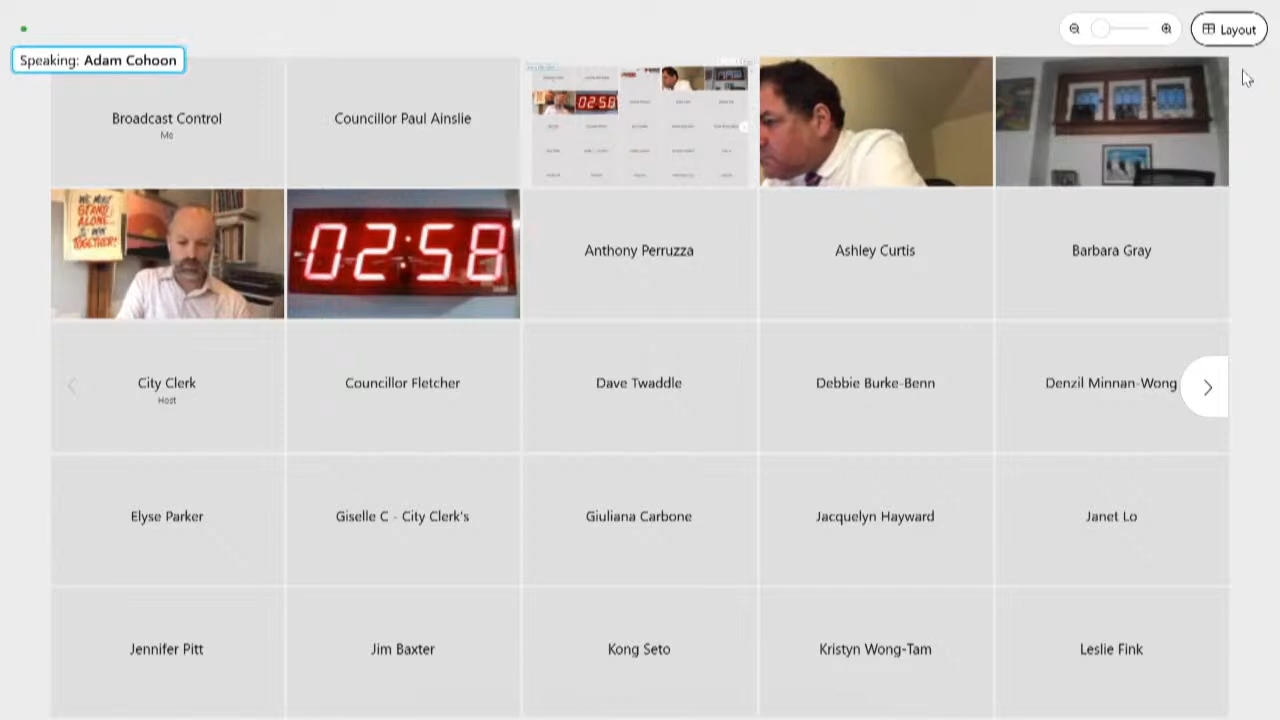 Layout
Speaking: Adam Cohoon
Broadcast Control
Me
Councillor Paul Ainslie
02:58
WE MUST
STAND
ALONE
WIN
TOGETHER!
02:58
Anthony Perruzza
Ashley Curtis
Barbara Gray
City Clerk
Host
Councillor Fletcher
Dave Twaddle
Debbie Burke-Benn
Denzil Minnan-Wong
Elyse Parker
Giselle C - City Clerk's
Giuliana Carbone
Jacquelyn Hayward
Janet Lo
Jennifer Pitt
Jim Baxter
Kong Seto
Kristyn Wong-Tam
Leslie Fink